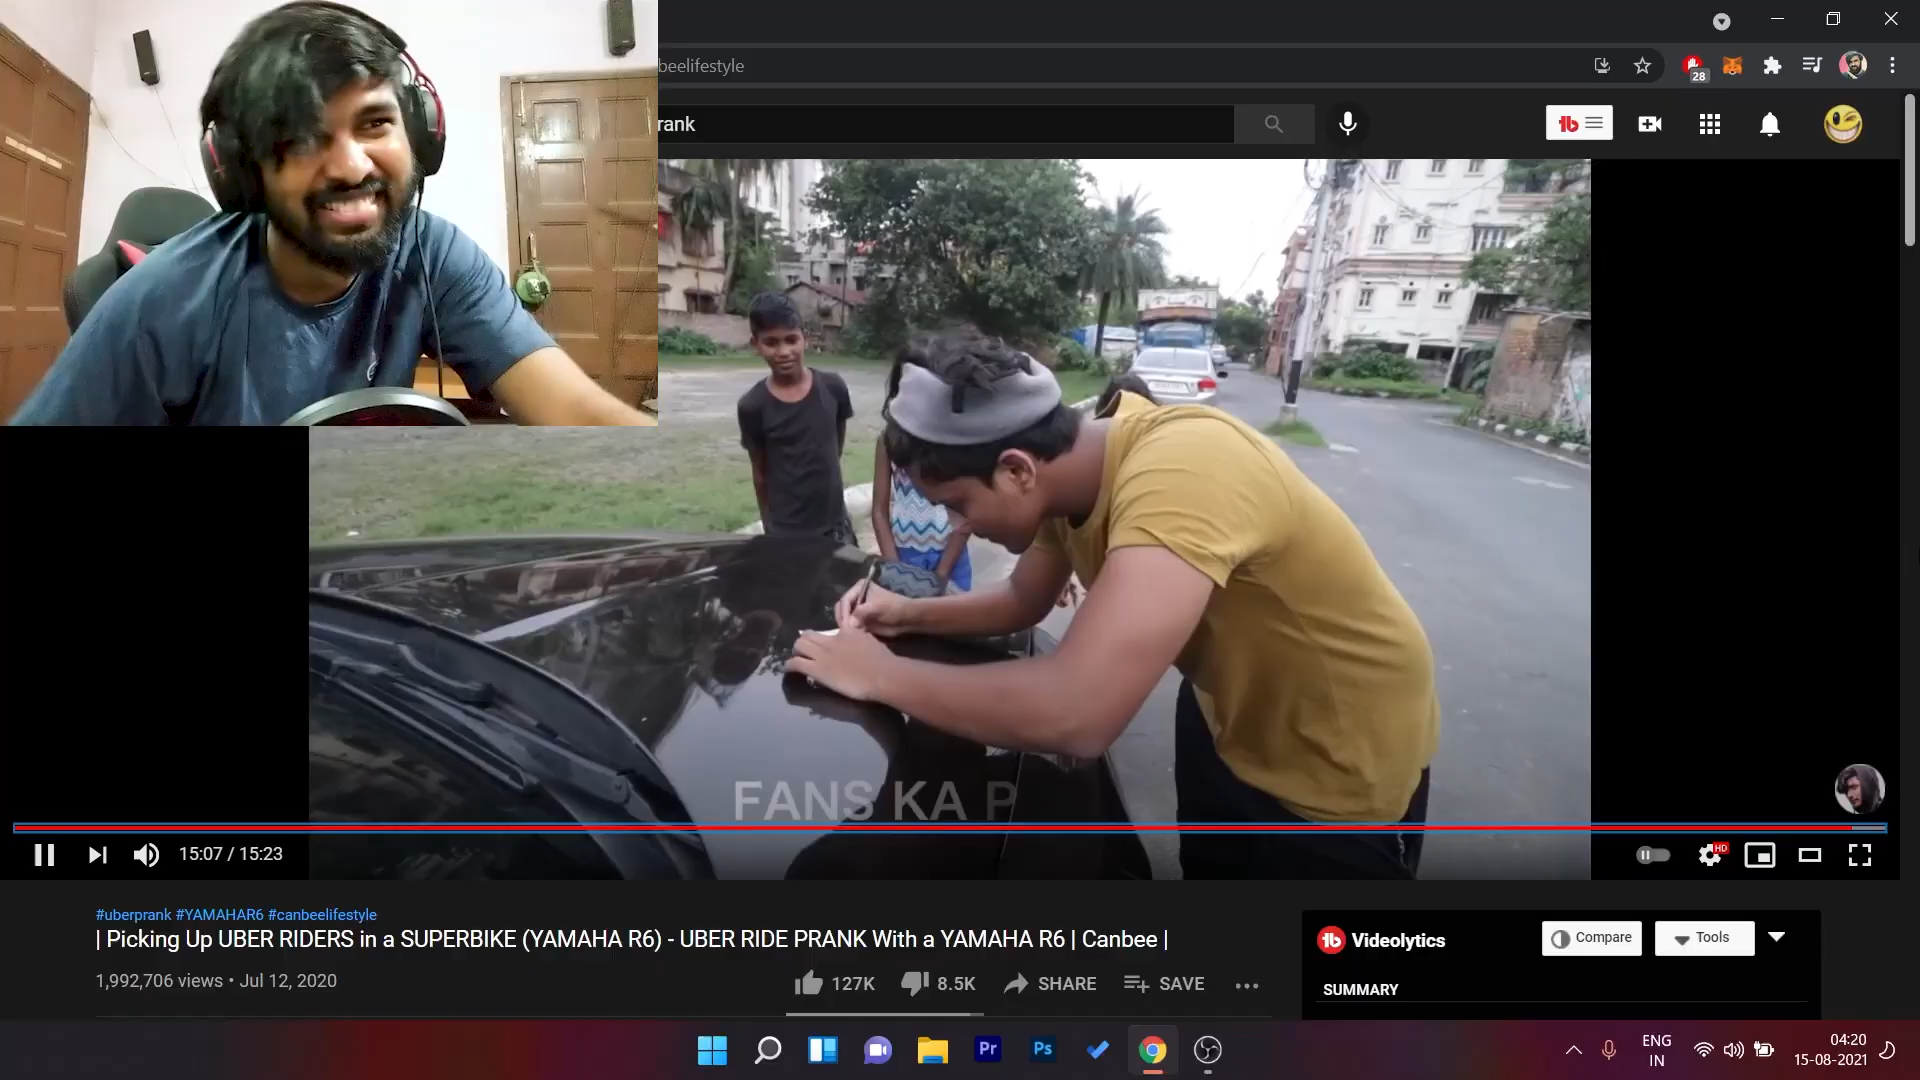 beelifestyle
28
rank
FANS KA P
15:07 / 15:23
HD
#uberprank #YAMAHAR6 #canbeelifestyle
| Picking Up UBER RIDERS in a SUPERBIKE (YAMAHA R6) - UBER RIDE PRANK With a YAMAHA R6 | Canbee |
1,992,706 views • Jul 12, 2020
127K
8.5K
SHARE
SAVE
Videolytics
Compare
Tools
SUMMARY
Pr
Ps
ENG
IN
04:20
15-08-2021